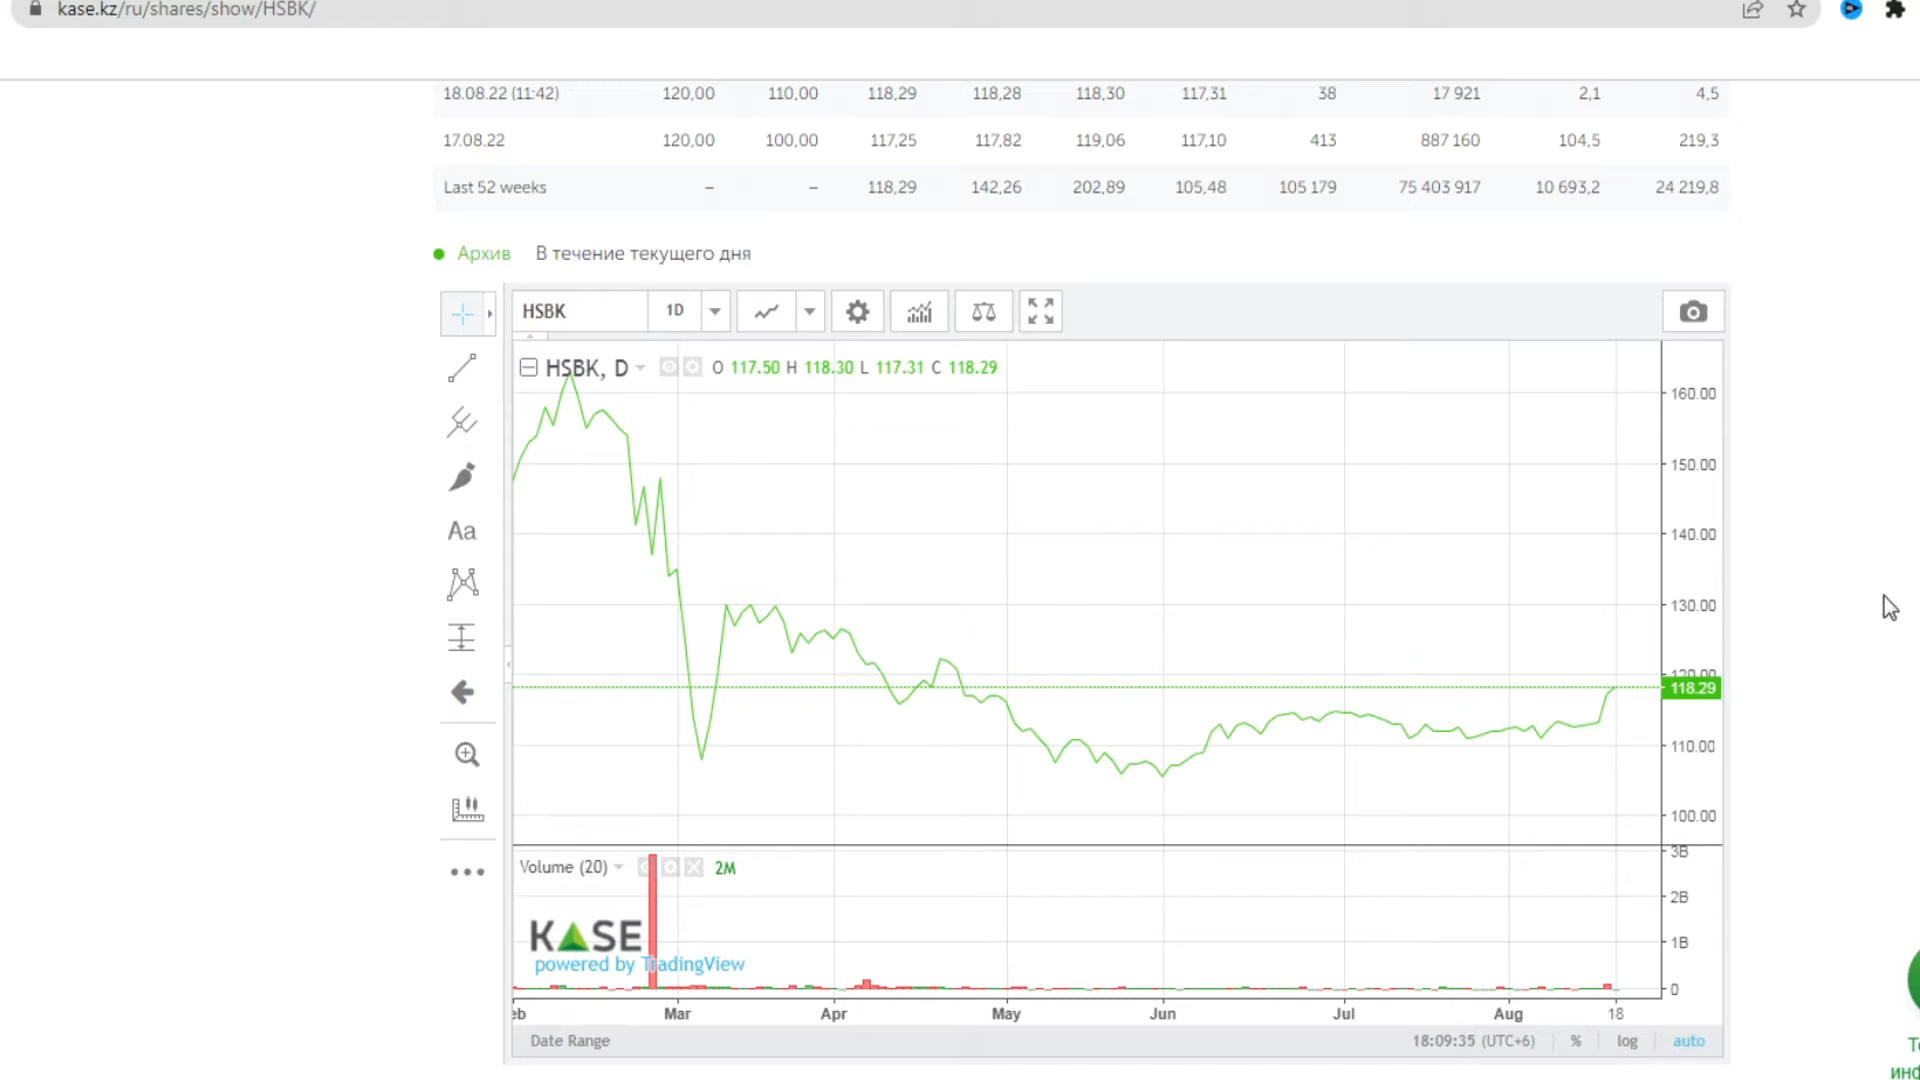 kase.kz/ru/shares/show/HSBK/
18.08.22 (11:42) 120,00 110,00 118,29 118,28 118,30 117,31 38 17 921 2,1 4,5
17.08.22 120,00 100,00 117,25 117,82 119,06 117,10 413 887 160 104,5 219,3
Last 52 weeks – – 118,29 142,26 202,89 105,48 105 179 75 403 917 10 693,2 24 219,8
Архив В течение текущего дня
HSBK 1D
HSBK, D O 117.50 H 118.30 L 117.31 C 118.29
160.00
150.00
140.00
Aa
130.00
120.00
118.29
110.00
100.00
Volume (20) 2M
3B
2B
1B
0
KASE
powered by TradingView
eb Mar Apr May Jun Jul Aug 18
Date Range 18:09:35 (UTC+6) % log auto
Те
инф